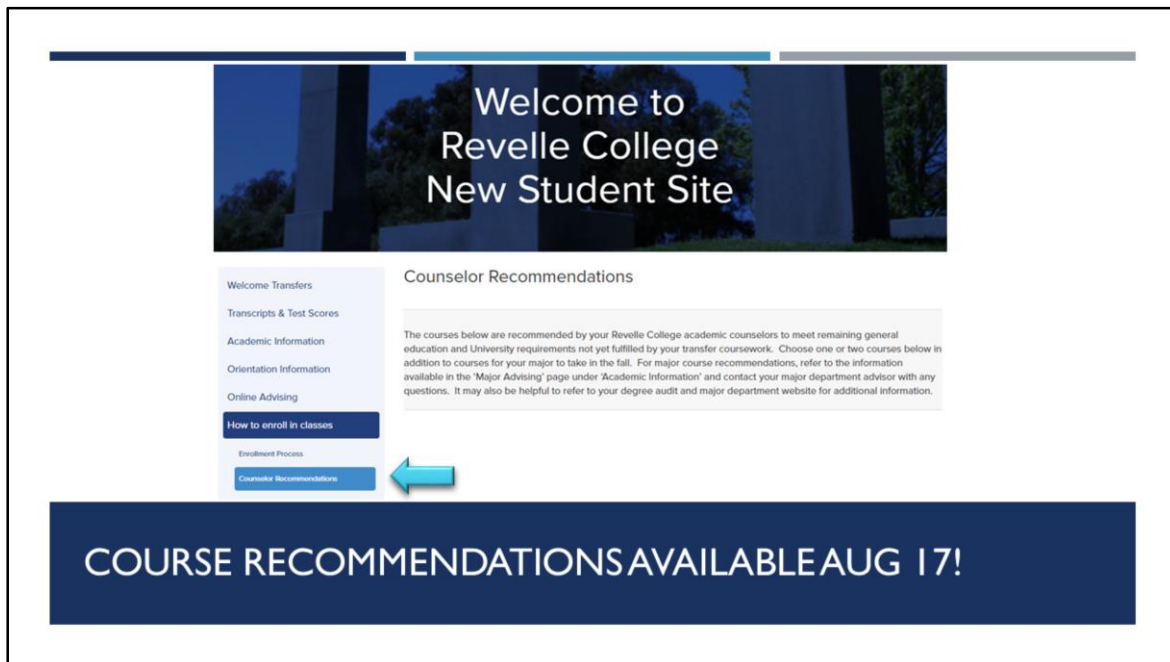 Welcome to
Revelle College
New Student Site
Welcome Transfers
Transcripts & Test Scores
Academic Information
Orientation Information
Online Advising
How to enroll in classes
Enrollment Process
Counselor Recommendations
Counselor Recommendations
The courses below are recommended by your Revelle College academic counselors to meet remaining general
education and University requirements not yet fulfilled by your transfer coursework. Choose one or two courses below in
addition to courses for your major to take in the fall. For major course recommendations, refer to the information
available in the 'Major Advising' page under 'Academic Information' and contact your major department advisor with any
questions. It may also be helpful to refer to your degree audit and major department website for additional information.
COURSE RECOMMENDATIONS AVAILABLE AUG 17!